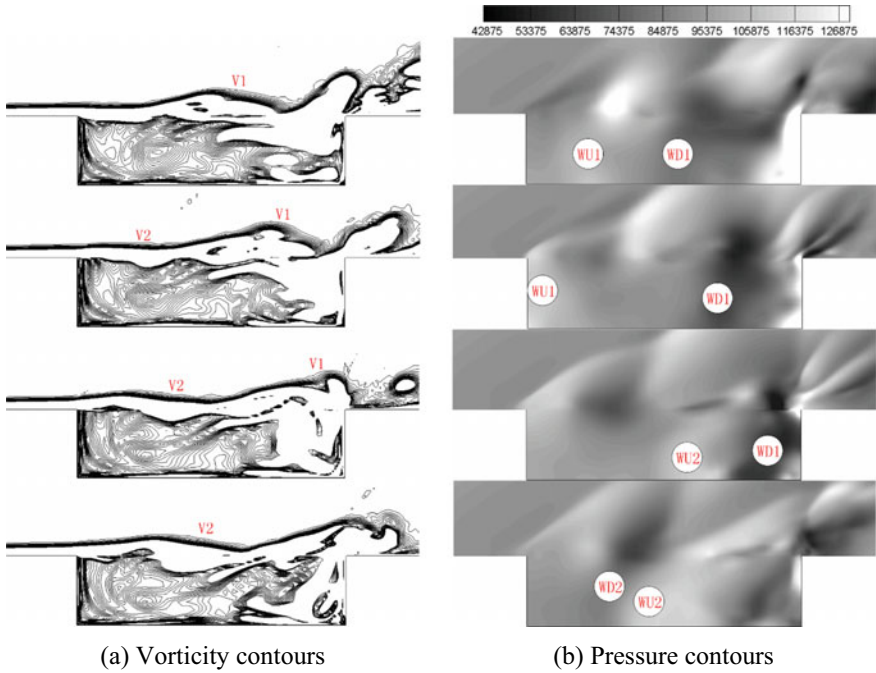 V1
V2
V1
V2
V1
V2
(a) Vorticity contours
42875 53375 63875 74375 84875 95375 105875 116375 126875
WU1 WD1
WU1 WD1
WU2 WD1
WD2 WU2
(b) Pressure contours